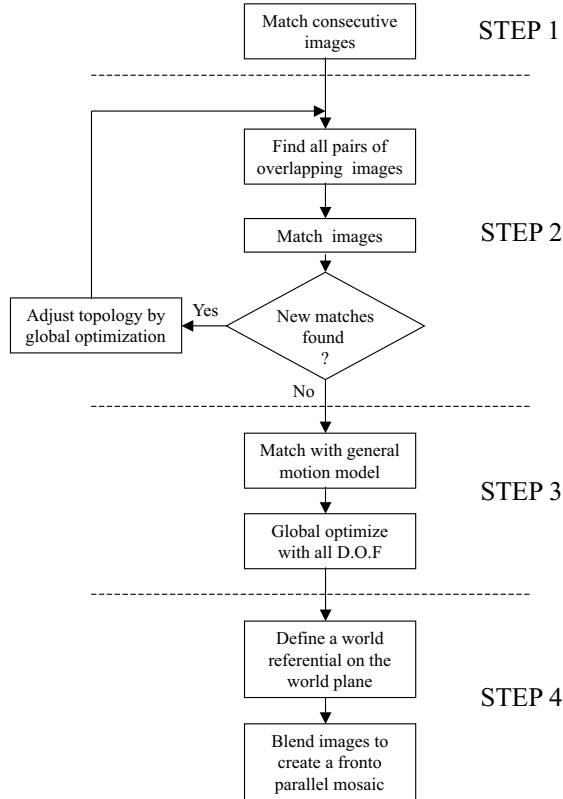 Match consecutive
images
STEP 1
Find all pairs of
overlapping images
Match images
STEP 2
New matches
found
?
Yes
Adjust topology by
global optimization
No
Match with general
motion model
STEP 3
Global optimize
with all D.O.F
Define a world
referential on the
world plane
STEP 4
Blend images to
create a fronto
parallel mosaic